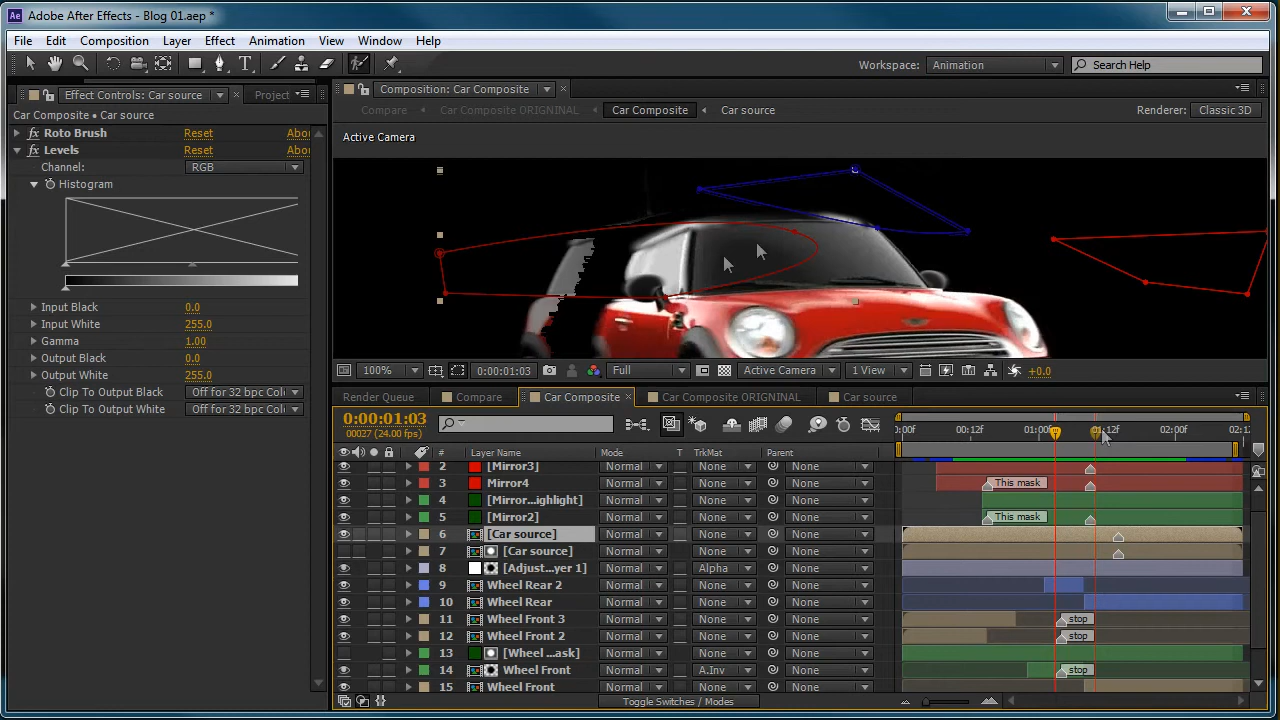 Ae Adobe After Effects - Blog 01.aep *
File Edit Composition Layer Effect Animation View Window Help
T Workspace: Animation Search Help
Effect Controls: Car source Project
Car Composite • Car source
fx Roto Brush Reset Abou
fx Levels Reset Abou
Channel: RGB
Histogram
Input Black 0.0
Input White 255.0
Gamma 1.00
Output Black 0.0
Output White 255.0
Clip To Output Black Off for 32 bpc Col
Clip To Output White Off for 32 bpc Col
Composition: Car Composite
Compare Car Composite ORIGNINAL Car Composite Car source Renderer: Classic 3D
Active Camera
100% 0:00:01:03 Full Active Camera 1 View +0.0
Render Queue Compare Car Composite Car Composite ORIGNINAL Car source
0:00:01:03
00027 (24.00 fps)
0:00f 00:12f 01:00f 01:12f 02:00f 02:1
# Layer Name Mode T TrkMat Parent
2 [Mirror3] Normal None None
3 Mirror4 Normal None None This mask
4 [Mirror...ighlight] Normal None None
5 [Mirror2] Normal None None This mask
6 [Car source] Normal None None
7 [Car source] Normal None None
8 [Adjust...yer 1] Normal Alpha None
9 Wheel Rear 2 Normal None None
10 Wheel Rear Normal None None
11 Wheel Front 3 Normal None None stop
12 Wheel Front 2 Normal None None stop
13 [Wheel ...ask] Normal None None
14 Wheel Front Normal A.Inv None stop
15 Wheel Front Normal None None
Toggle Switches / Modes